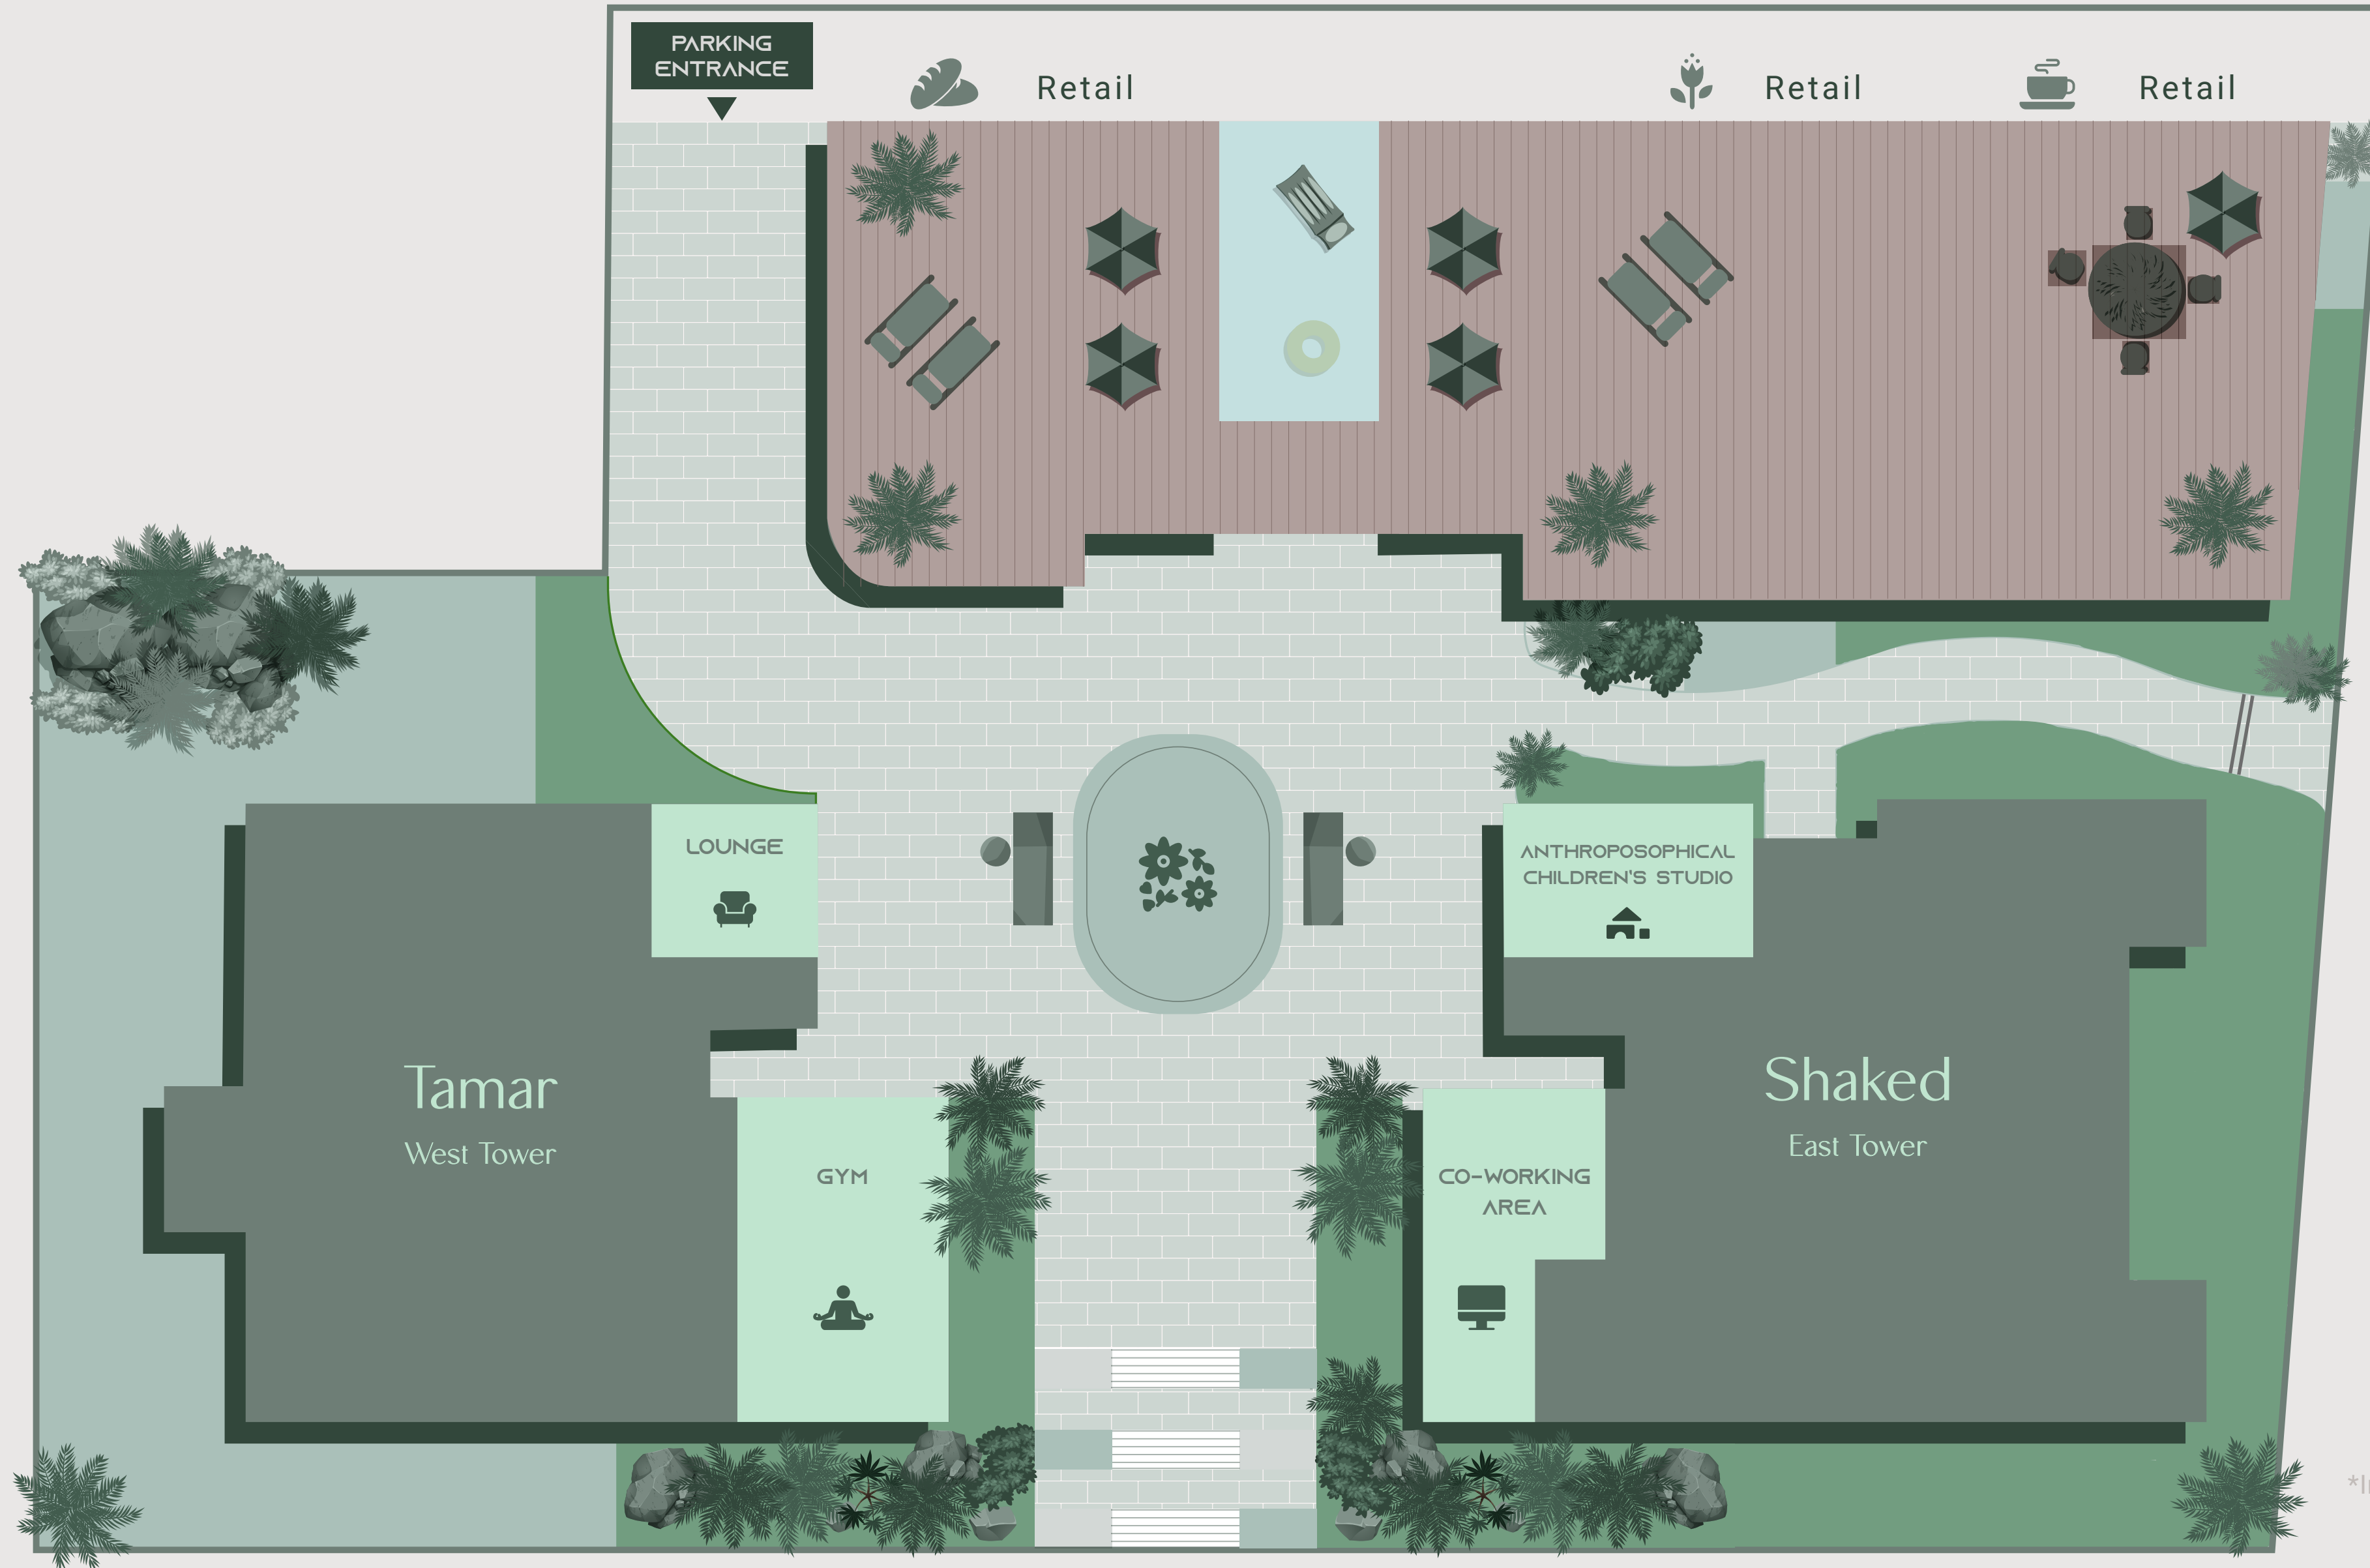 PARKING
ENTRANCE
Retail
Retail
Retail
LOUNGE
ANTHROPOSOPHICAL
CHILDREN'S STUDIO
Tamar
West Tower
Shaked
East Tower
GYM
CO-WORKING
AREA